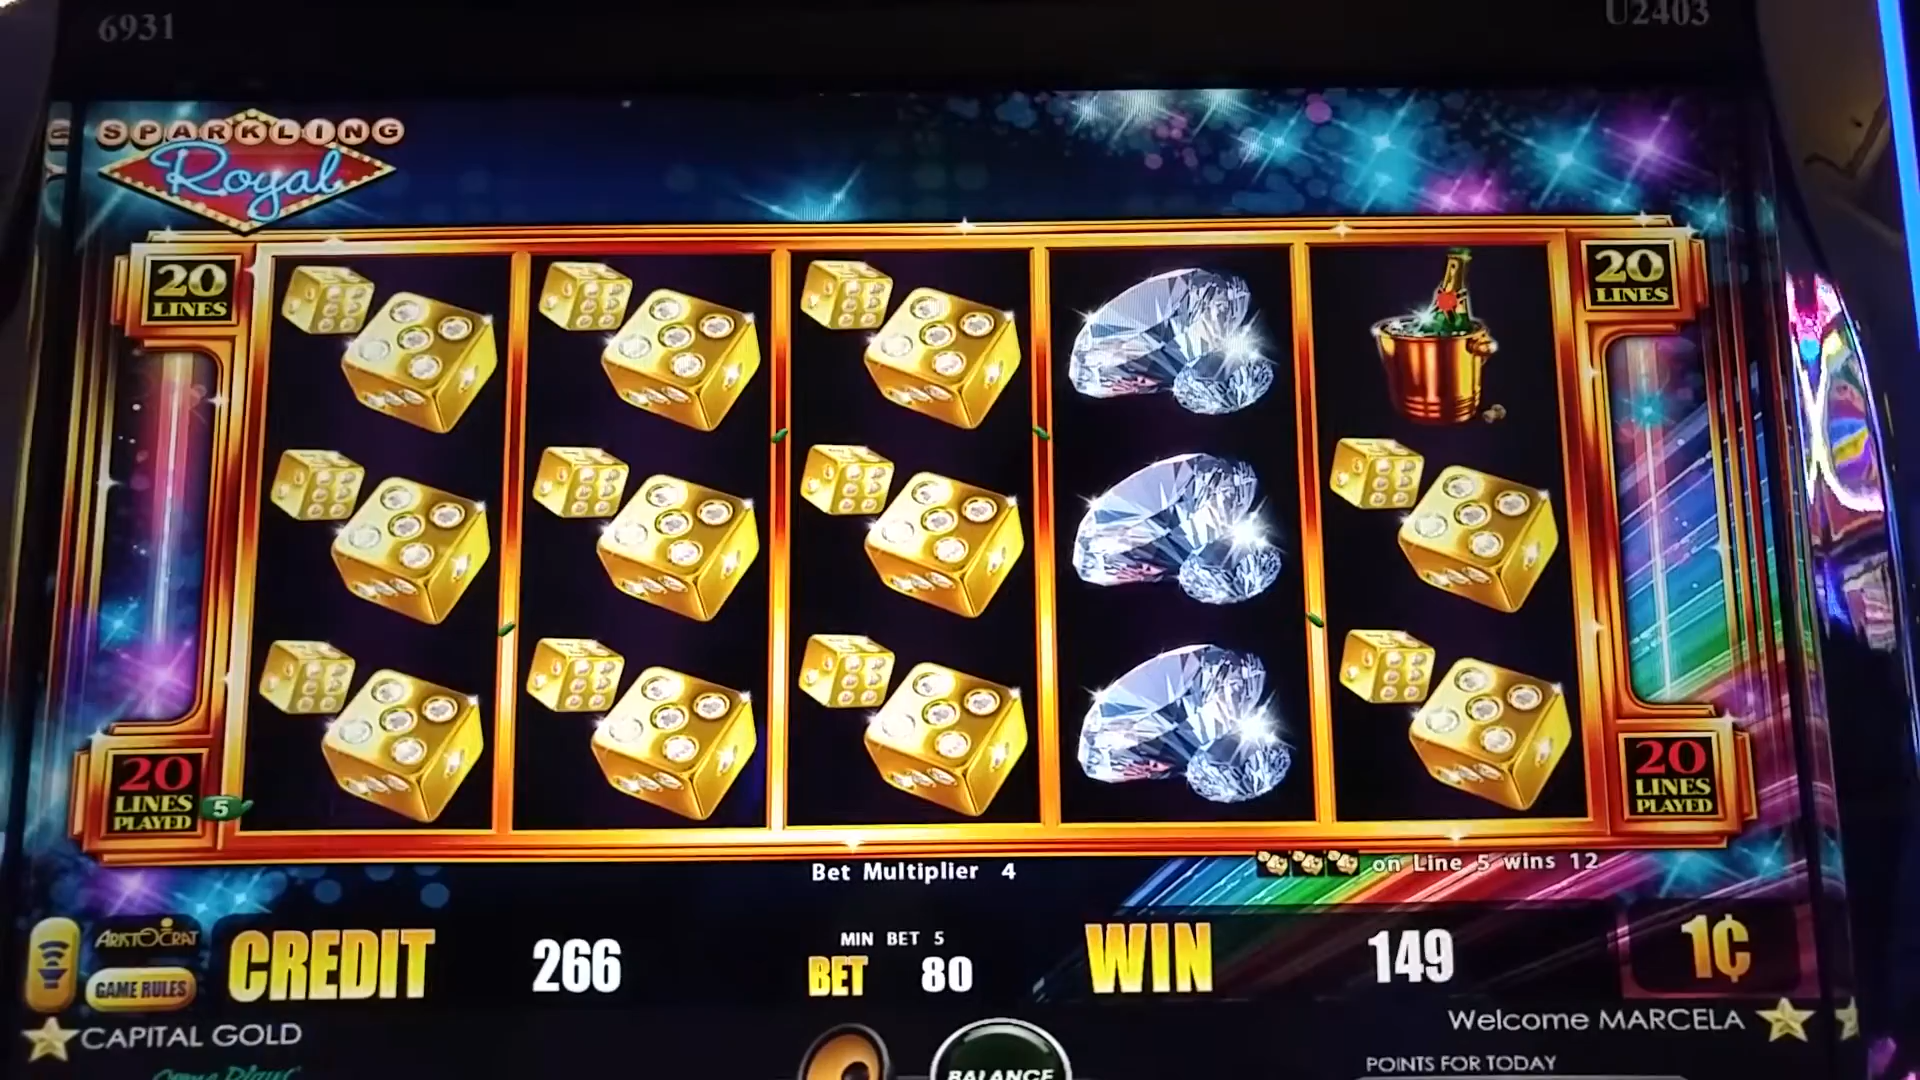 6931
U2403
SPARKLING
Royal
20
LINES
20
LINES
20
LINES
PLAYED
5
20
LINES
PLAYED
Bet Multiplier 4
on Line 5 wins 12
ARISTOCRAT
GAME RULES
CREDIT 266
MIN BET 5
BET 80
WIN 149
1¢
CAPITAL GOLD
Welcome MARCELA
BALANCE
POINTS FOR TODAY